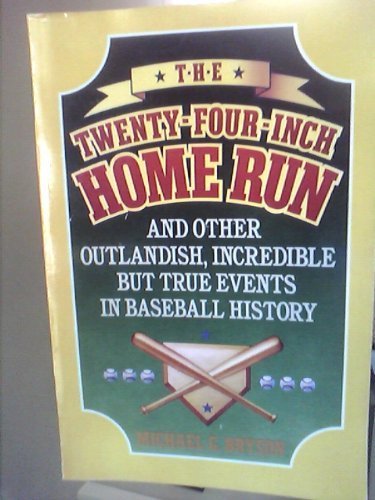 T·H·E
TWENTY-FOUR-INCH
HOME RUN
AND OTHER
OUTLANDISH, INCREDIBLE
BUT TRUE EVENTS
IN BASEBALL HISTORY
MICHAEL G. BRYSON